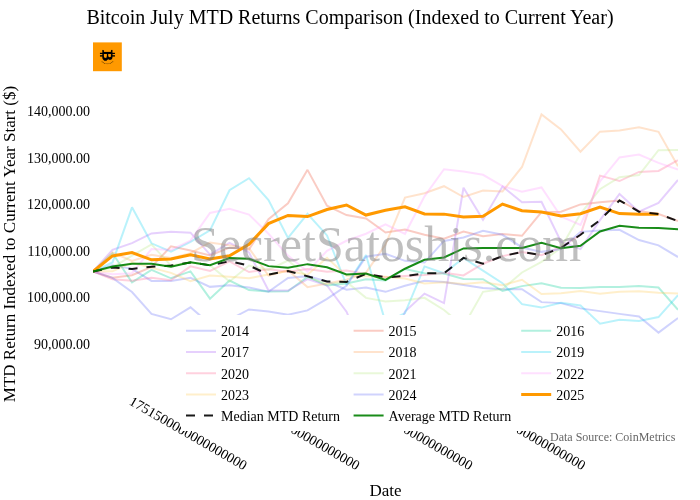 Bitcoin July MTD Returns Comparison (Indexed to Current Year)
MTD Return Indexed to Current Year Start ($)
140,000.00
130,000.00
120,000.00
110,000.00
100,000.00
90,000.00
SecretSatoshis.com
2014 2015 2016
2017 2018 2019
2020 2021 2022
2023 2024 2025
Median MTD Return Average MTD Return
Data Source: CoinMetrics
Date